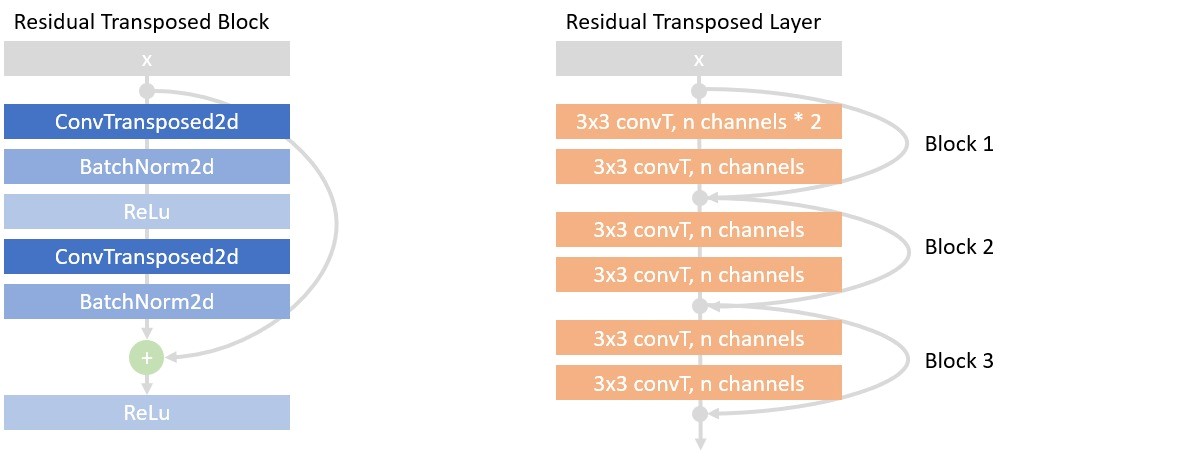 Residual Transposed Block
x
ConvTransposed2d
BatchNorm2d
ReLu
ConvTransposed2d
BatchNorm2d
+
ReLu
Residual Transposed Layer
x
3x3 convT, n channels * 2
3x3 convT, n channels
Block 1
3x3 convT, n channels
3x3 convT, n channels
Block 2
3x3 convT, n channels
3x3 convT, n channels
Block 3